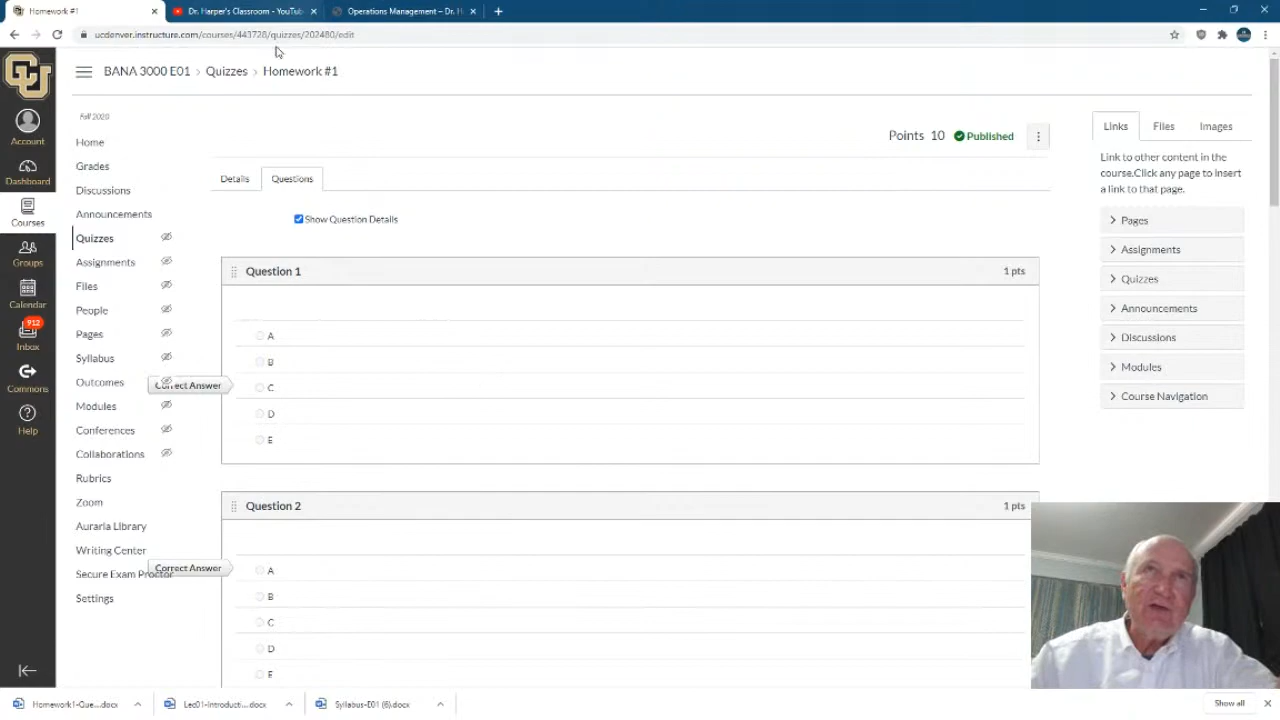 Homework #1
Dr. Harper's Classroom - YouTub
Operations Management – Dr. H
ucdenver.instructure.com/courses/443728/quizzes/202480/edit
BANA 3000 E01 > Quizzes > Homework #1
Account
Dashboard
Courses
Groups
Calendar
912
Inbox
Commons
Help
Fall 2020
Home
Grades
Discussions
Announcements
Quizzes
Assignments
Files
People
Pages
Syllabus
Outcomes
Modules
Conferences
Collaborations
Rubrics
Zoom
Auraria Library
Writing Center
Secure Exam Proctor
Settings
Points 10 Published
Details Questions
Show Question Details
Question 1 1 pts
A
B
Correct Answer C
D
E
Question 2 1 pts
Correct Answer A
B
C
D
E
Links Files Images
Link to other content in the
course.Click any page to insert
a link to that page.
Pages
Assignments
Quizzes
Announcements
Discussions
Modules
Course Navigation
Homework1-Que....docx
Lec01-Introducti....docx
Syllabus-E01 (6).docx
Show all